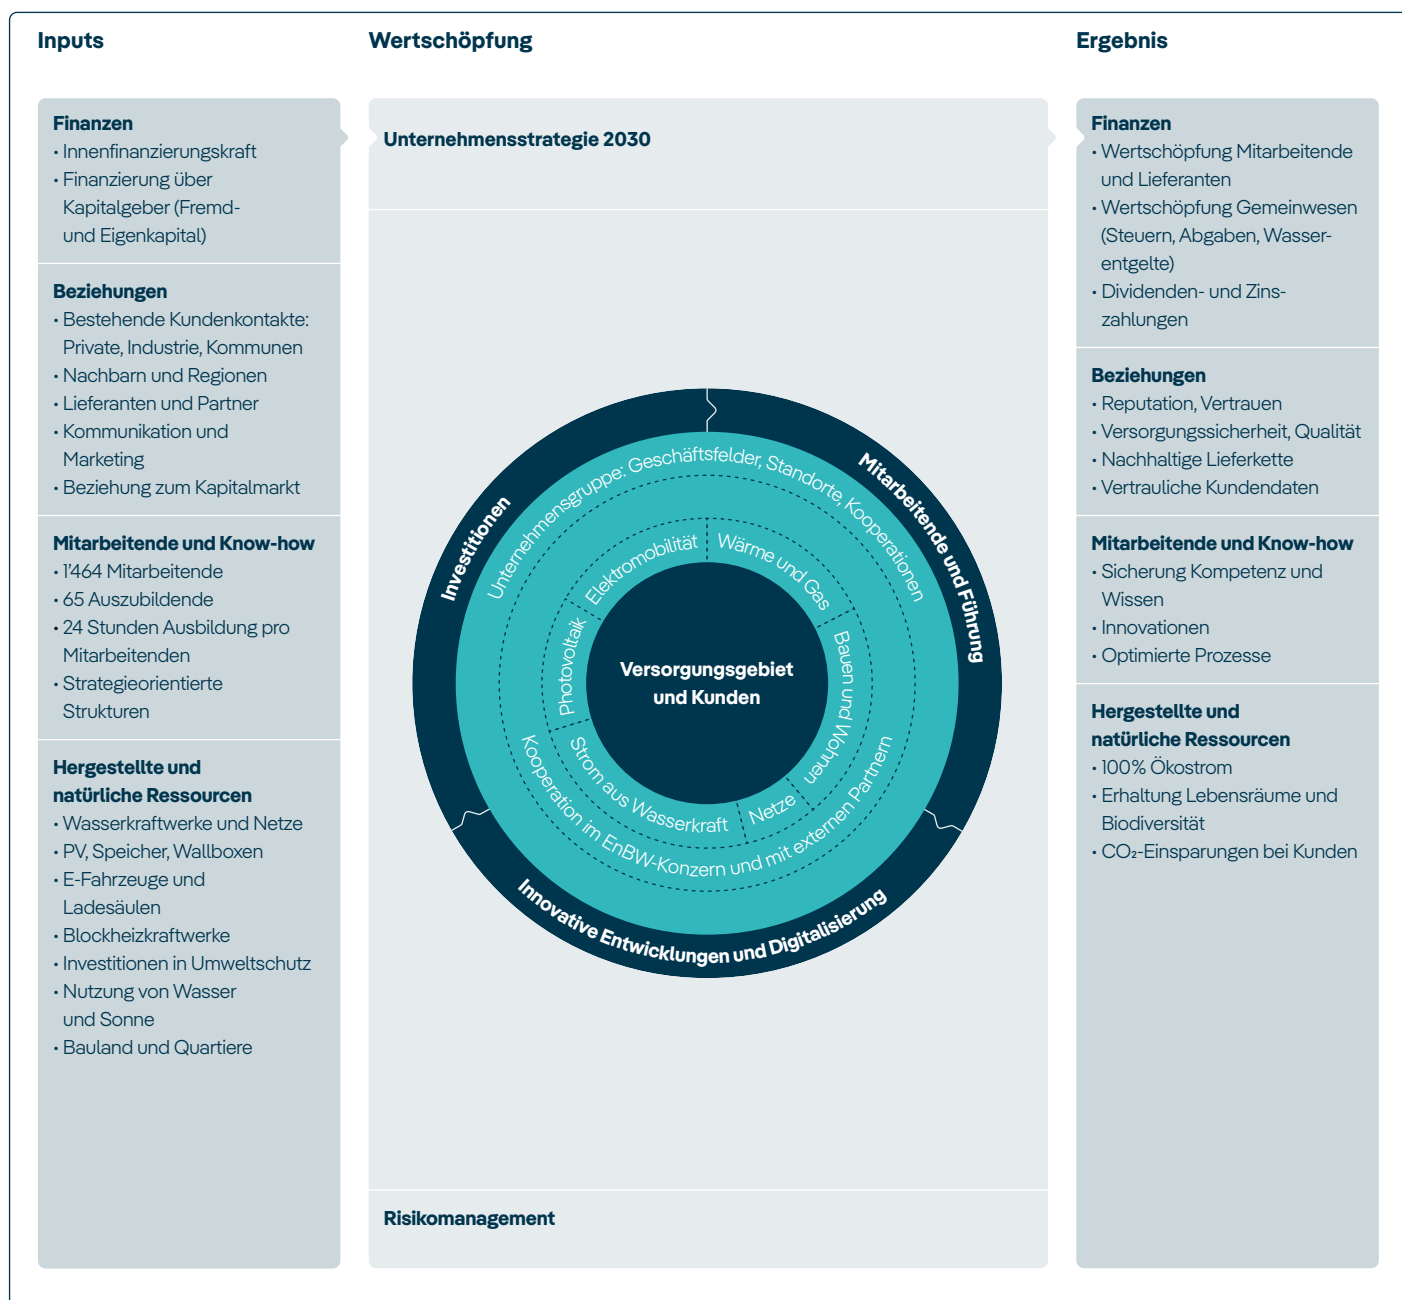 Inputs
Finanzen
• Innenfinanzierungskraft
• Finanzierung über
Kapitalgeber (Fremd-
und Eigenkapital)
Beziehungen
• Bestehende Kundenkontakte:
Private, Industrie, Kommunen
• Nachbarn und Regionen
• Lieferanten und Partner
• Kommunikation und
Marketing
• Beziehung zum Kapitalmarkt
Mitarbeitende und Know-how
• 1'464 Mitarbeitende
• 65 Auszubildende
• 24 Stunden Ausbildung pro
Mitarbeitenden
• Strategieorientierte
Strukturen
Hergestellte und
natürliche Ressourcen
• Wasserkraftwerke und Netze
• PV, Speicher, Wallboxen
• E-Fahrzeuge und
Ladesäulen
• Blockheizkraftwerke
• Investitionen in Umweltschutz
• Nutzung von Wasser
und Sonne
• Bauland und Quartiere
Wertschöpfung
Unternehmensstrategie 2030
Investitionen
Mitarbeitende und Führung
Innovative Entwicklungen und Digitalisierung
Unternehmensgruppe: Geschäftsfelder, Standorte, Kooperationen
Kooperation im EnBW-Konzern und mit externen Partnern
Elektromobilität
Wärme und Gas
Bauen und Wohnen
Netze
Strom aus Wasserkraft
Photovoltaik
Versorgungsgebiet
und Kunden
Risikomanagement
Ergebnis
Finanzen
• Wertschöpfung Mitarbeitende
und Lieferanten
• Wertschöpfung Gemeinwesen
(Steuern, Abgaben, Wasser-
entgelte)
• Dividenden- und Zins-
zahlungen
Beziehungen
• Reputation, Vertrauen
• Versorgungssicherheit, Qualität
• Nachhaltige Lieferkette
• Vertrauliche Kundendaten
Mitarbeitende und Know-how
• Sicherung Kompetenz und
Wissen
• Innovationen
• Optimierte Prozesse
Hergestellte und
natürliche Ressourcen
• 100% Ökostrom
• Erhaltung Lebensräume und
Biodiversität
• CO₂-Einsparungen bei Kunden